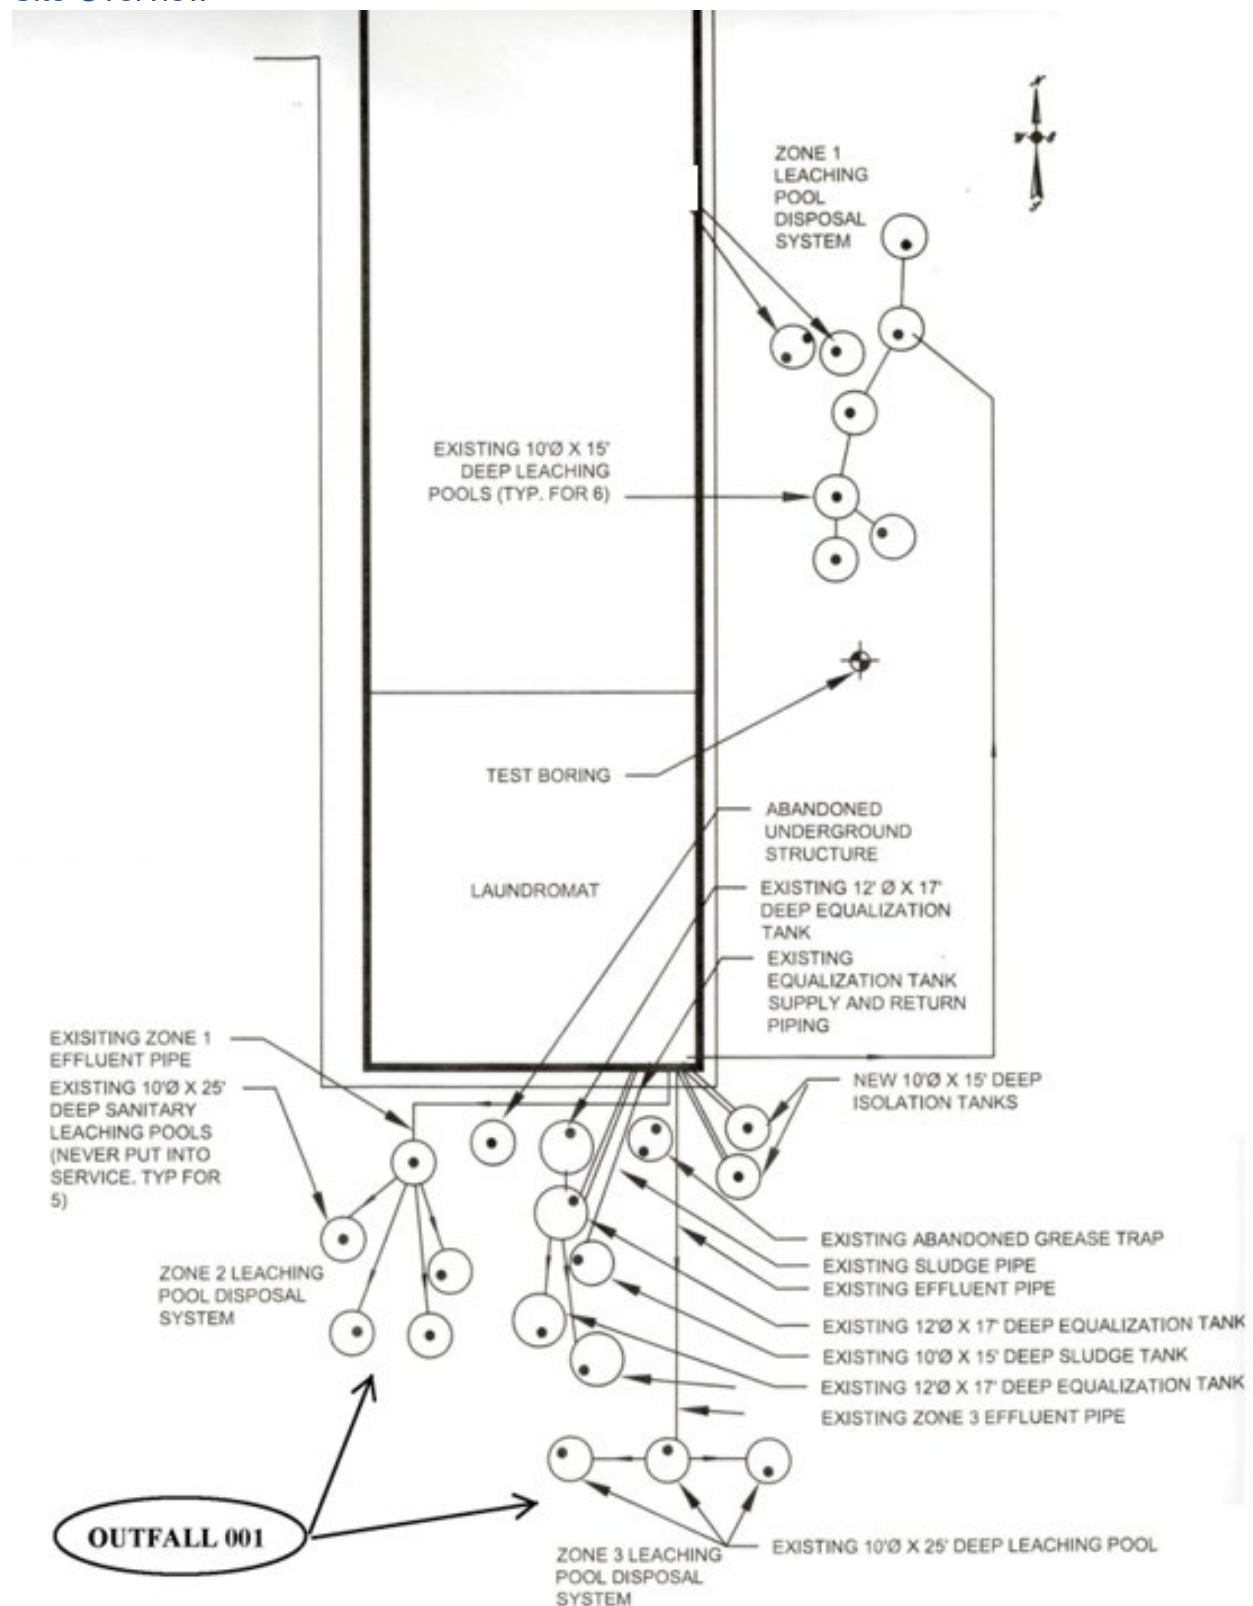 ZONE 1
LEACHING
POOL
DISPOSAL
SYSTEM
EXISTING 10'Ø X 15'
DEEP LEACHING
POOLS (TYP. FOR 6)
TEST BORING
ABANDONED
UNDERGROUND
STRUCTURE
LAUNDROMAT
EXISTING 12' Ø X 17'
DEEP EQUALIZATION
TANK
EXISTING
EQUALIZATION TANK
SUPPLY AND RETURN
PIPING
EXISITING ZONE 1
EFFLUENT PIPE
EXISTING 10'Ø X 25'
DEEP SANITARY
LEACHING POOLS
(NEVER PUT INTO
SERVICE. TYP FOR
5)
NEW 10'Ø X 15' DEEP
ISOLATION TANKS
ZONE 2 LEACHING
POOL DISPOSAL
SYSTEM
EXISTING ABANDONED GREASE TRAP
EXISTING SLUDGE PIPE
EXISTING EFFLUENT PIPE
EXISTING 12'Ø X 17' DEEP EQUALIZATION TANK
EXISTING 10'Ø X 15' DEEP SLUDGE TANK
EXISTING 12'Ø X 17' DEEP EQUALIZATION TANK
EXISTING ZONE 3 EFFLUENT PIPE
OUTFALL 001
EXISTING 10'Ø X 25' DEEP LEACHING POOL
ZONE 3 LEACHING
POOL DISPOSAL
SYSTEM